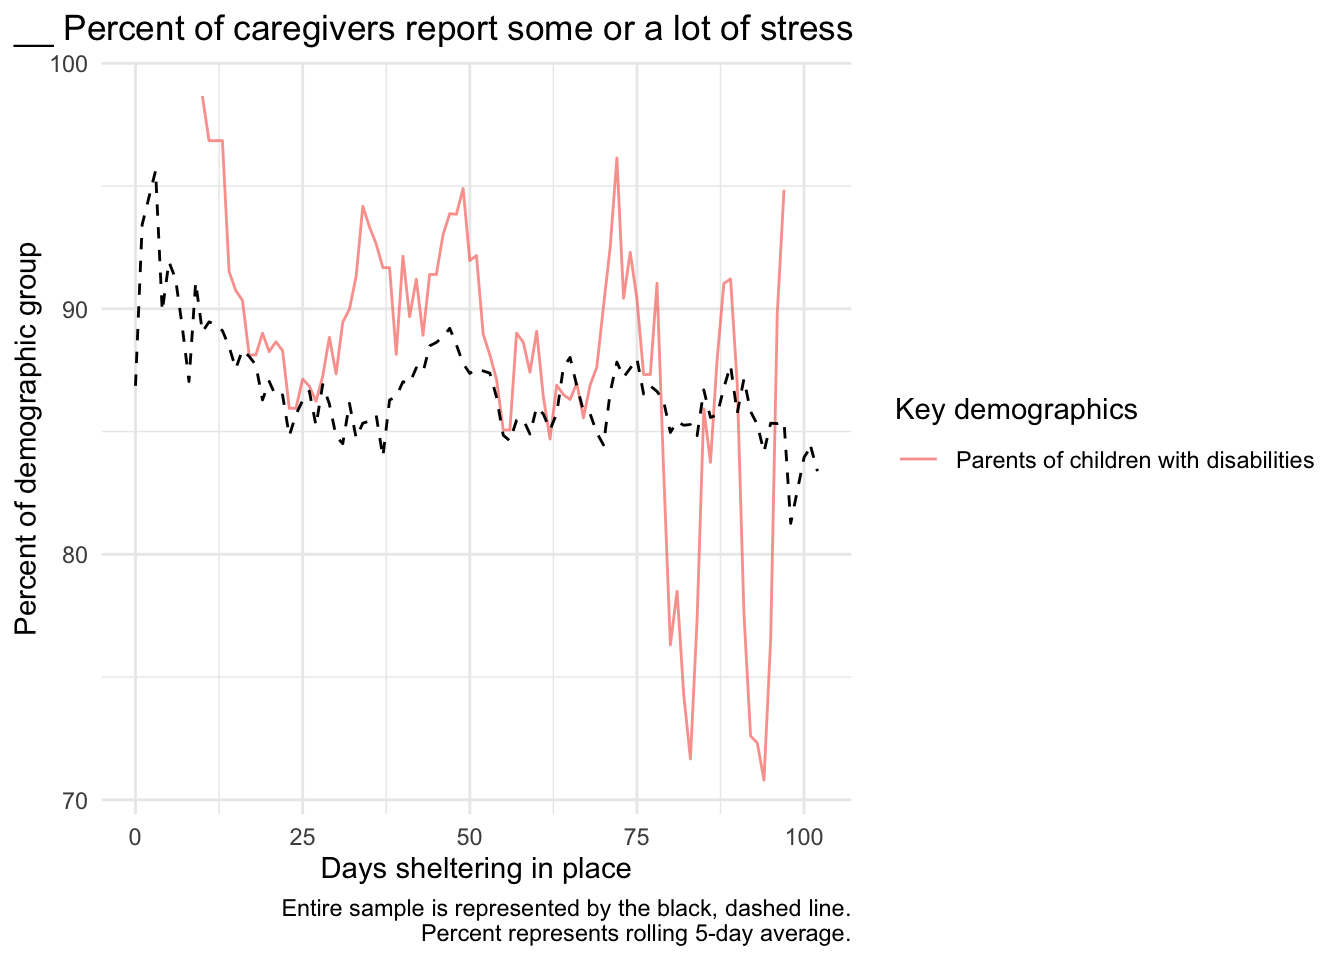 __ Percent of caregivers report some or a lot of stress
100
90
80
70
Percent of demographic group
0 25 50 75 100
Days sheltering in place
Key demographics
Parents of children with disabilities
Entire sample is represented by the black, dashed line.
Percent represents rolling 5-day average.